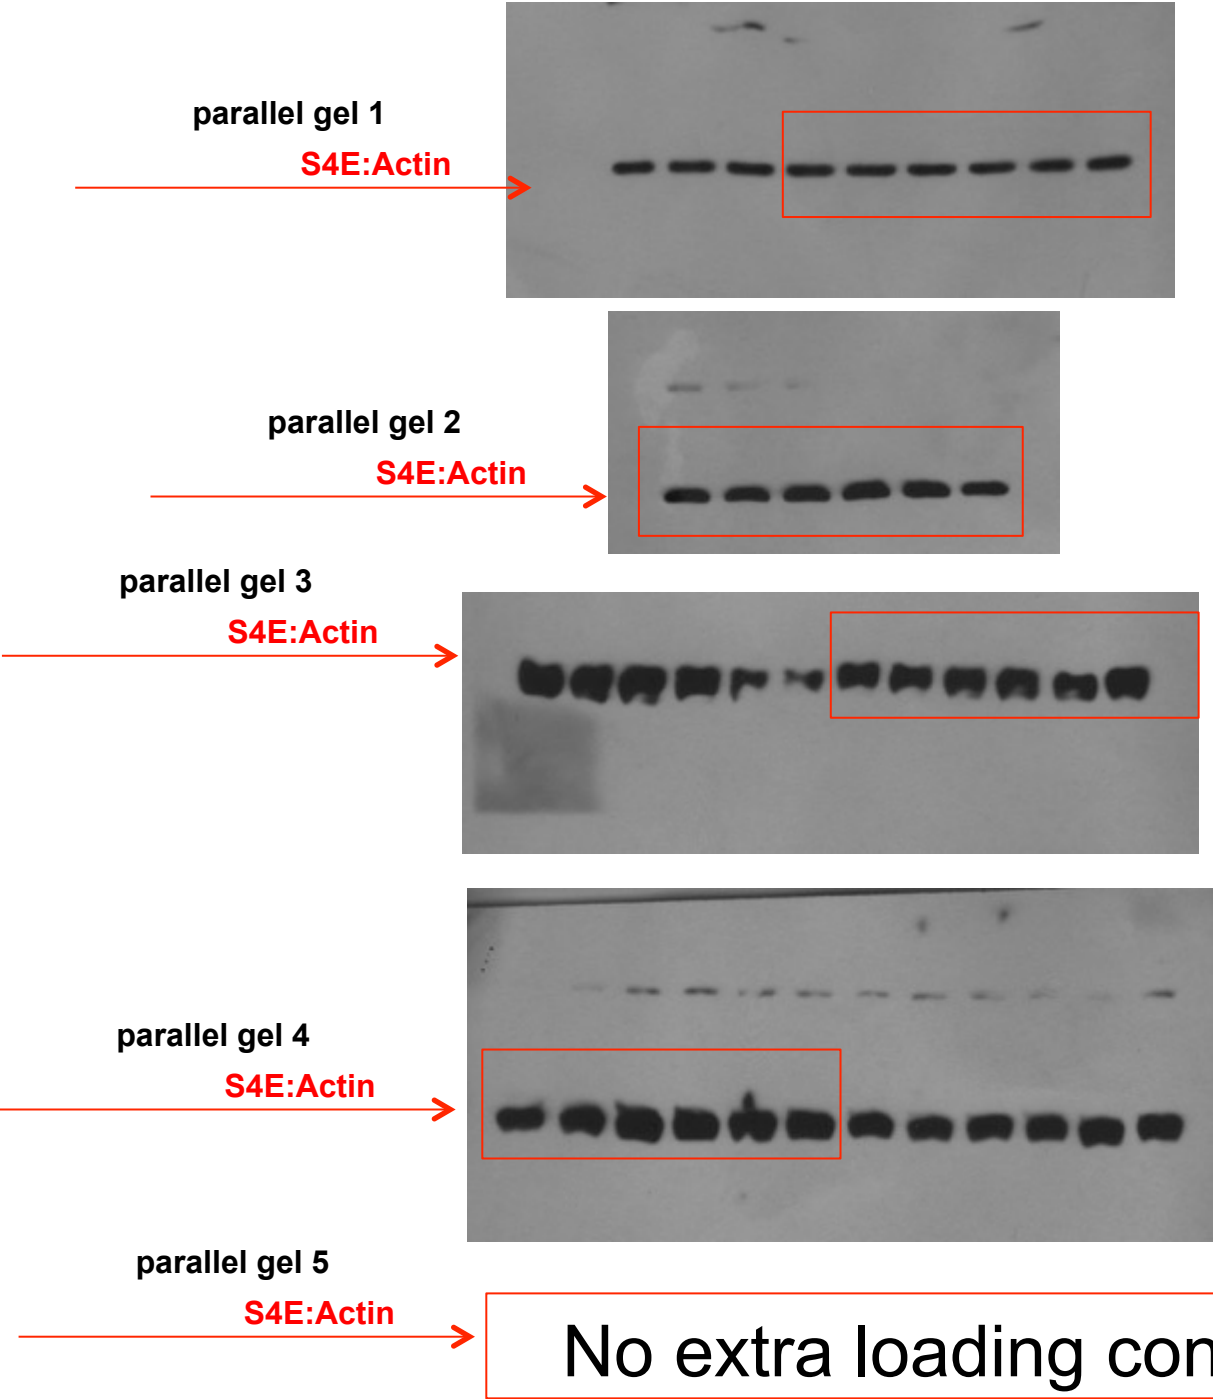 parallel gel 1
S4E:Actin
parallel gel 2
S4E:Actin
parallel gel 3
S4E:Actin
parallel gel 4
S4E:Actin
parallel gel 5
S4E:Actin
No extra loading con